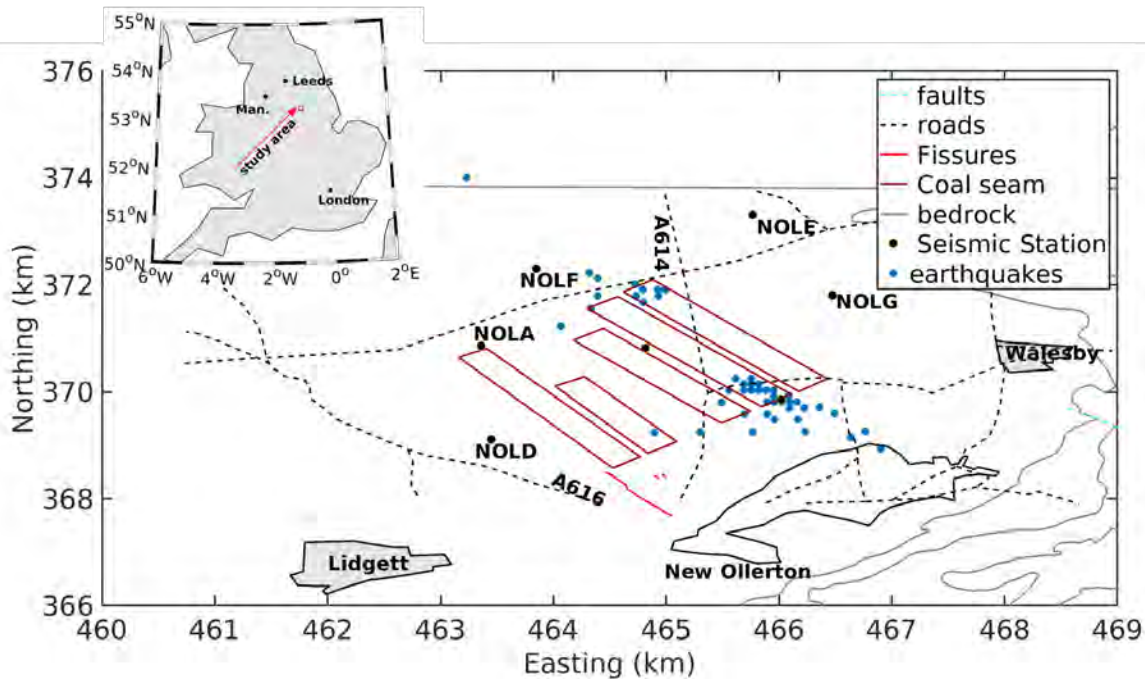 55°N
54°N
53°N
52°N
51°N
50°N
6°W
4°W
2°W
0°
2°E
Leeds
Man.
study area
London
376
374
372
370
368
366
Northing (km)
460
461
462
463
464
465
466
467
468
469
Easting (km)
faults
roads
Fissures
Coal seam
bedrock
Seismic Station
earthquakes
A614
NOLE
NOLF
NOLG
NOLA
Walesby
NOLD
A616
Lidgett
New Ollerton